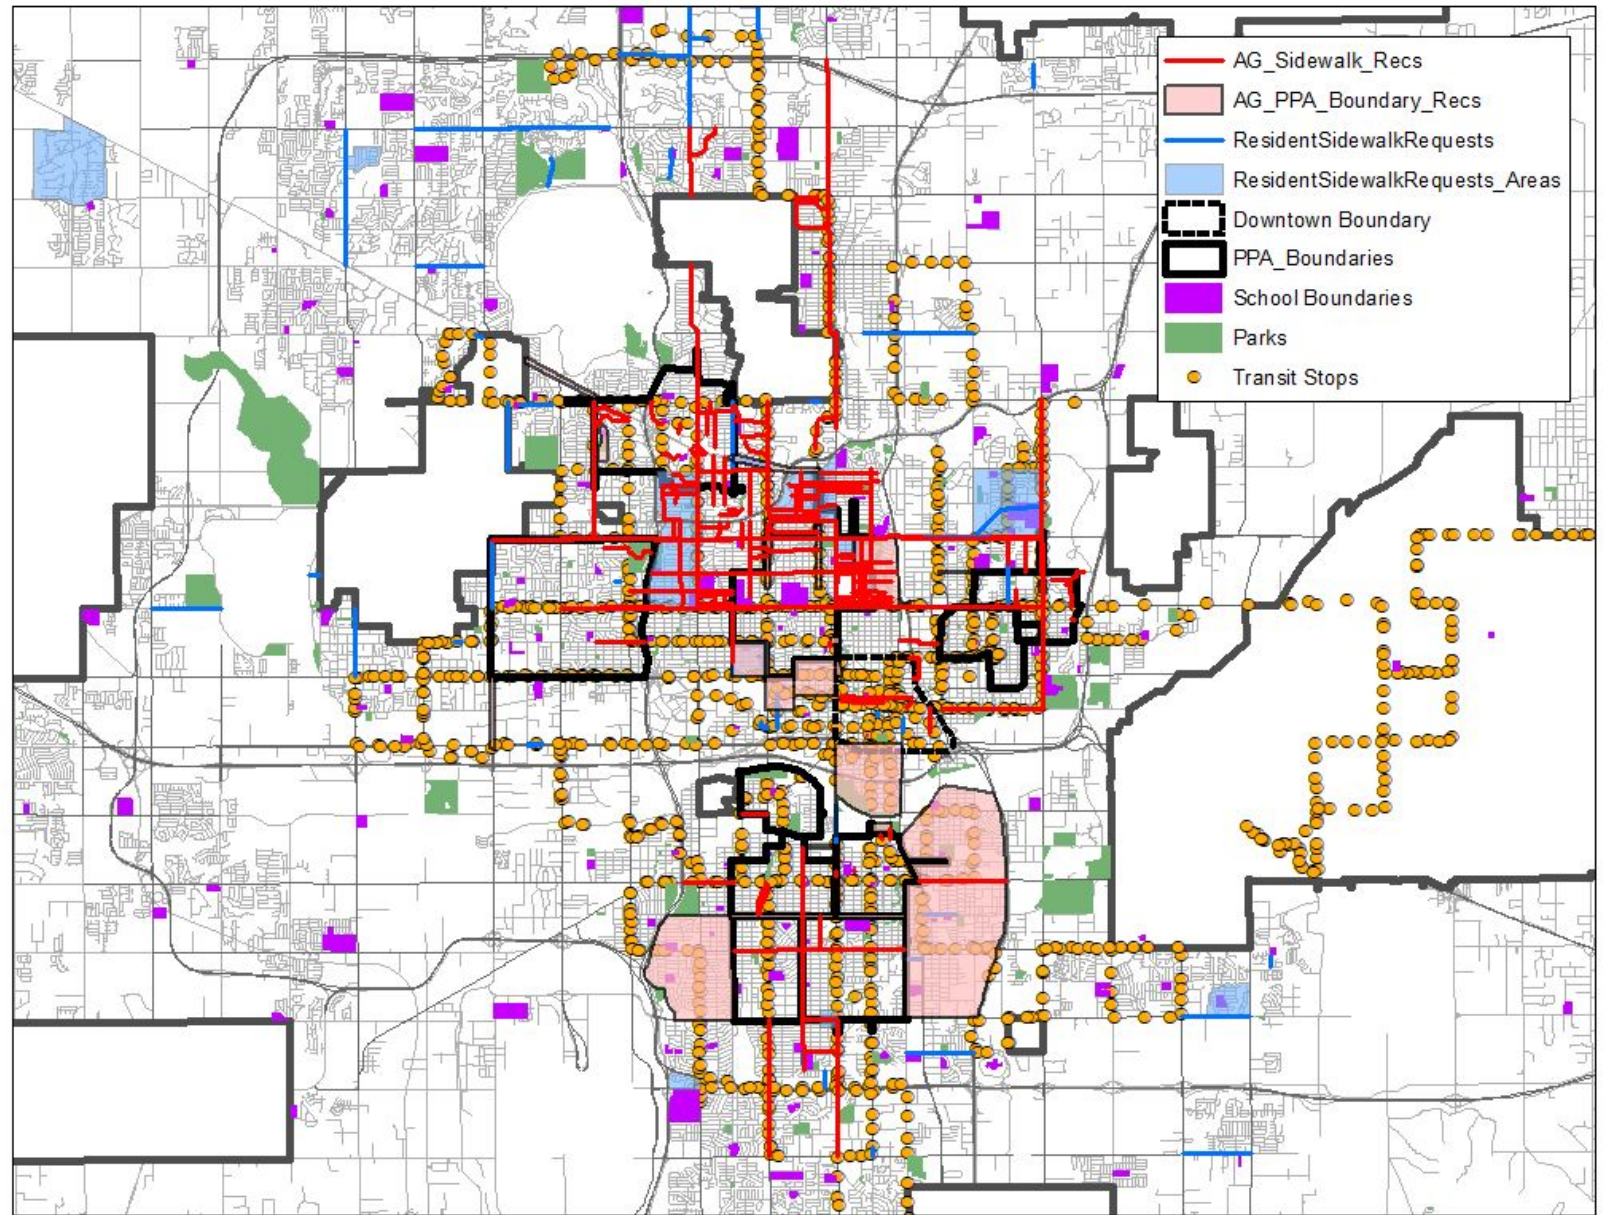 AG_Sidewalk_Recs
AG_PPA_Boundary_Recs
ResidentSidewalkRequests
ResidentSidewalkRequests_Areas
Downtown Boundary
PPA_Boundaries
School Boundaries
Parks
Transit Stops